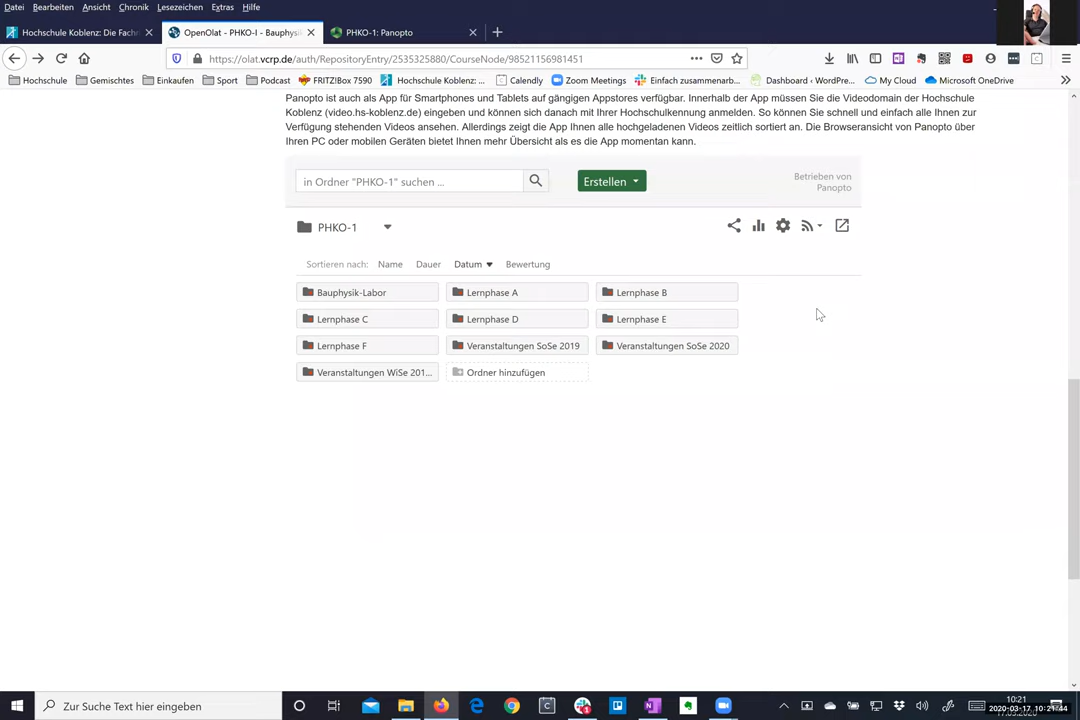 Datei Bearbeiten Ansicht Chronik Lesezeichen Extras Hilfe
Hochschule Koblenz: Die Fach OpenOlat - PHKO-I - Bauphysik PHKO-1: Panopto
https://olat.vcrp.de/auth/RepositoryEntry/2535325880/CourseNode/98521156981451
Hochschule Gemischtes Einkaufen Sport Podcast FRITZ!Box 7590 Hochschule Koblenz: ... Calendly Zoom Meetings Einfach zusammenarb... Dashboard ‹ WordPre... My Cloud Microsoft OneDrive
Panopto ist auch als App für Smartphones und Tablets auf gängigen Appstores verfügbar. Innerhalb der App müssen Sie die Videodomain der Hochschule
Koblenz (video.hs-koblenz.de) eingeben und können sich danach mit Ihrer Hochschulkennung anmelden. So können Sie schnell und einfach alle Ihnen zur
Verfügung stehenden Videos ansehen. Allerdings zeigt die App Ihnen alle hochgeladenen Videos zeitlich sortiert an. Die Browseransicht von Panopto über
Ihren PC oder mobilen Geräten bietet Ihnen mehr Übersicht als es die App momentan kann.
in Ordner "PHKO-1" suchen ... Erstellen Betrieben von
Panopto
PHKO-1
Sortieren nach: Name Dauer Datum Bewertung
Bauphysik-Labor Lernphase A Lernphase B
Lernphase C Lernphase D Lernphase E
Lernphase F Veranstaltungen SoSe 2019 Veranstaltungen SoSe 2020
Veranstaltungen WiSe 201... Ordner hinzufügen
Zur Suche Text hier eingeben
10:21
2020-03-17 10:21:44